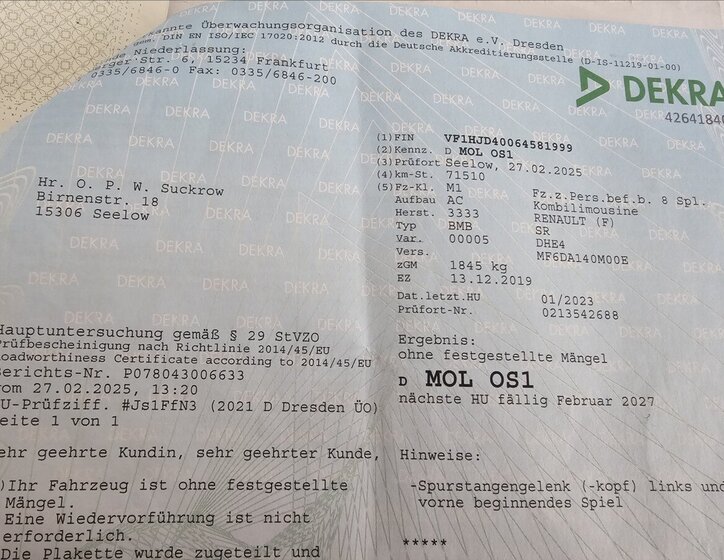 kannte Überwachungsorganisation des DEKRA e.V. Dresden
gem. DIN EN ISO/IEC 17020:2012 durch die Deutsche Akkreditierungsstelle (D-IS-11219-01-00)
Niederlassung:
Str. 6, 15234 Frankfurt
0335/6846-0 Fax: 0335/6846-200
DEKRA
4264184
(1) FIN VF1HJD40064581999
(2) Kennz. D MOL OS1
(3) Prüfort Seelow, 27.02.2025
(4) km-St. 71510
(5) Fz-Kl. M1 Fz.z.Pers.bef.b. 8 Spl.
Aufbau AC Kombilimousine
Herst. 3333 RENAULT (F)
Typ BMB SR
Var. 00005 DHE4
Vers. MF6DA140M00E
zGM 1845 kg
EZ 13.12.2019
Dat.letzt.HU 01/2023
Prüfort-Nr. 0213542688
Hr. O. P. W. Suckrow
Birnenstr. 18
15306 Seelow
Ergebnis:
ohne festgestellte Mängel
D MOL OS1
nächste HU fällig Februar 2027
Hinweise:
-Spurstangengelenk (-kopf) links und
vorne beginnendes Spiel
*****
Hauptuntersuchung gemäß § 29 StVZO
Prüfbescheinigung nach Richtlinie 2014/45/EU
oadworthiness Certificate according to 2014/45/EU
erichts-Nr. P078043006633
vom 27.02.2025, 13:20
U-Prüfziff. #Js1FfN3 (2021 D Dresden ÜO)
eite 1 von 1
ehr geehrte Kundin, sehr geehrter Kunde,
)Ihr Fahrzeug ist ohne festgestellte
Mängel.
Eine Wiedervorführung ist nicht
erforderlich.
Die Plakette wurde zugeteilt und